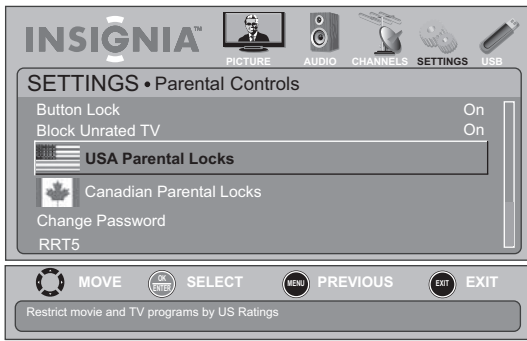 INSIGNIA™
PICTURE AUDIO CHANNELS SETTINGS USB
SETTINGS • Parental Controls
Button Lock On
Block Unrated TV On
USA Parental Locks
Canadian Parental Locks
Change Password
RRT5
MOVE OK ENTER SELECT MENU PREVIOUS EXIT EXIT
Restrict movie and TV programs by US Ratings